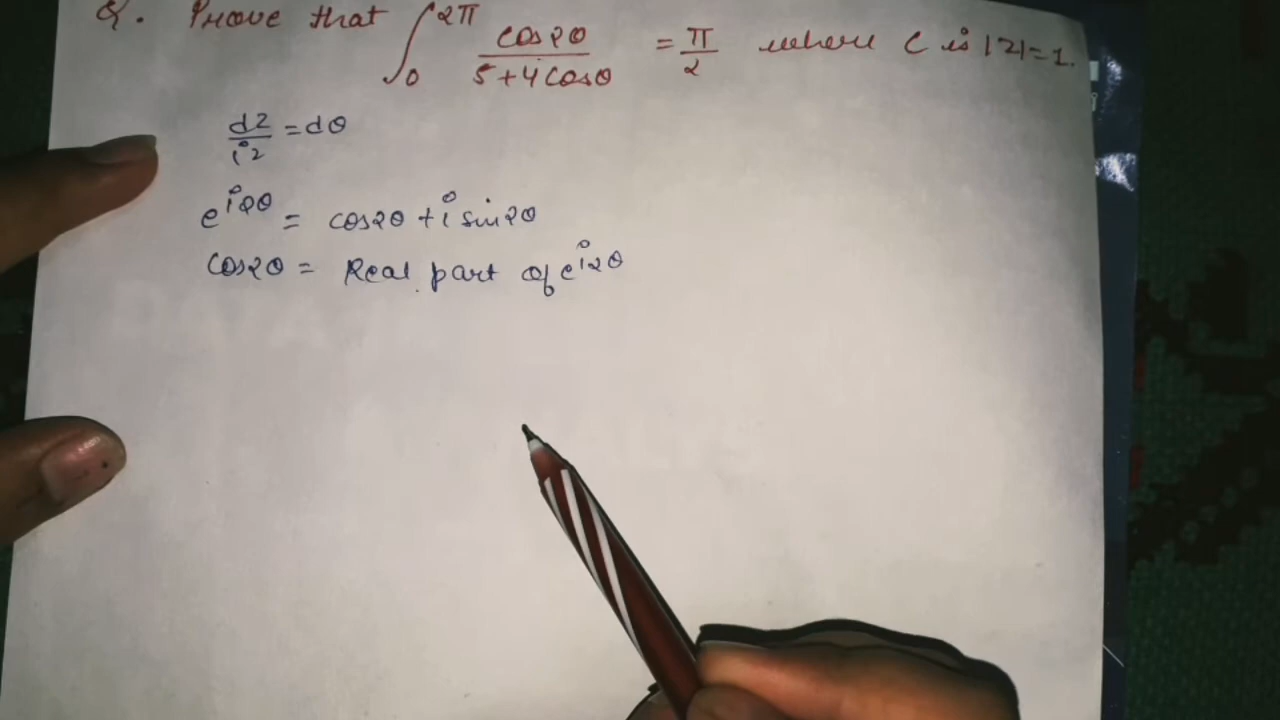 Q. Prove that ∫₀^2π cos2θ / 5+4cosθ = π/2 where C is |z|=1.
dz/iz = dθ
e^i2θ = cos2θ + i sin2θ
cos2θ = Real part of e^i2θ